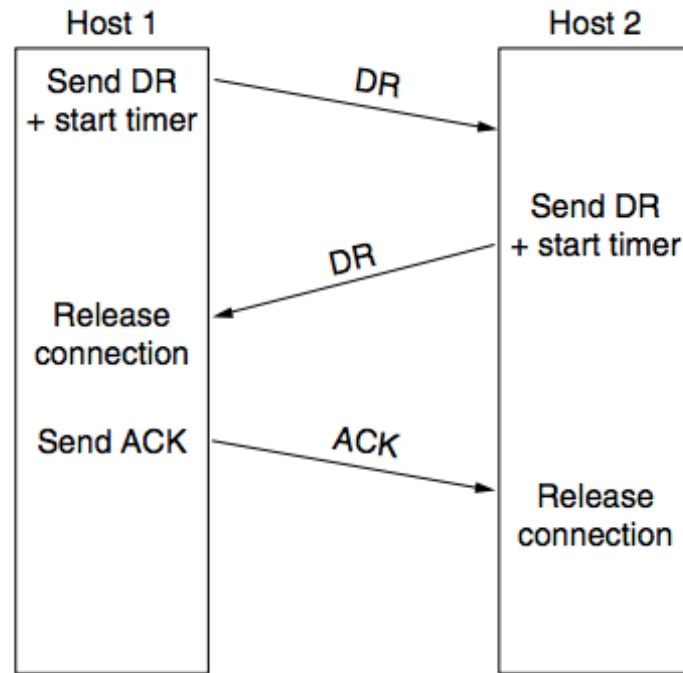 Host 1
Host 2
Send DR
+ start timer
DR
Send DR
+ start timer
DR
Release
connection
Send ACK
ACK
Release
connection